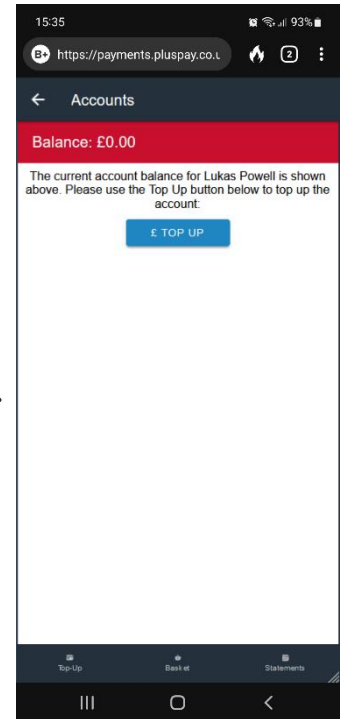 15:35
93%
B+ https://payments.pluspay.co.u
2
Accounts
Balance: £0.00
The current account balance for Lukas Powell is shown
above. Please use the Top Up button below to top up the
account:
£ TOP UP
Top-Up Basket Statements